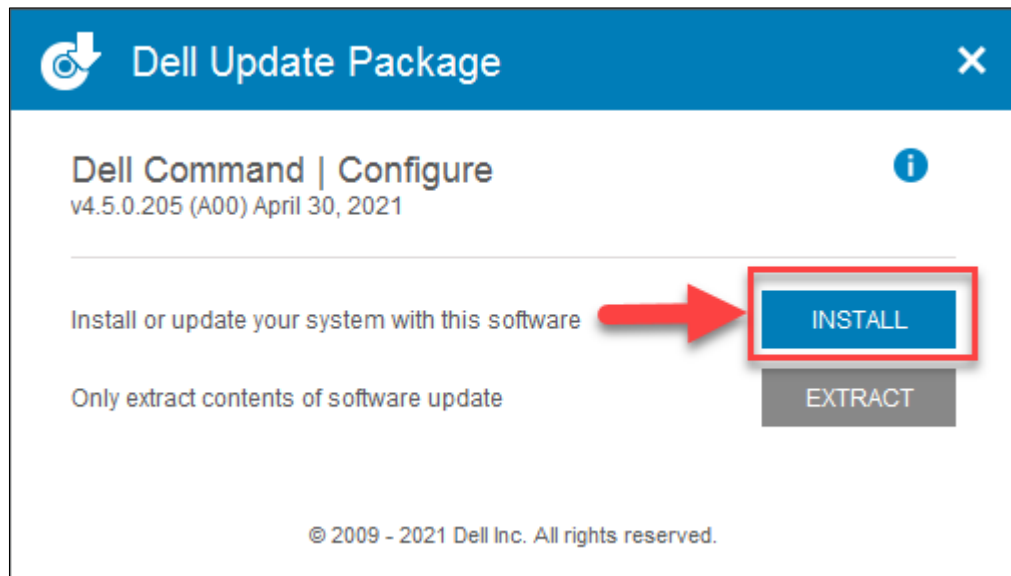 Dell Update Package
Dell Command | Configure
v4.5.0.205 (A00) April 30, 2021
Install or update your system with this software
INSTALL
Only extract contents of software update
EXTRACT
© 2009 - 2021 Dell Inc. All rights reserved.